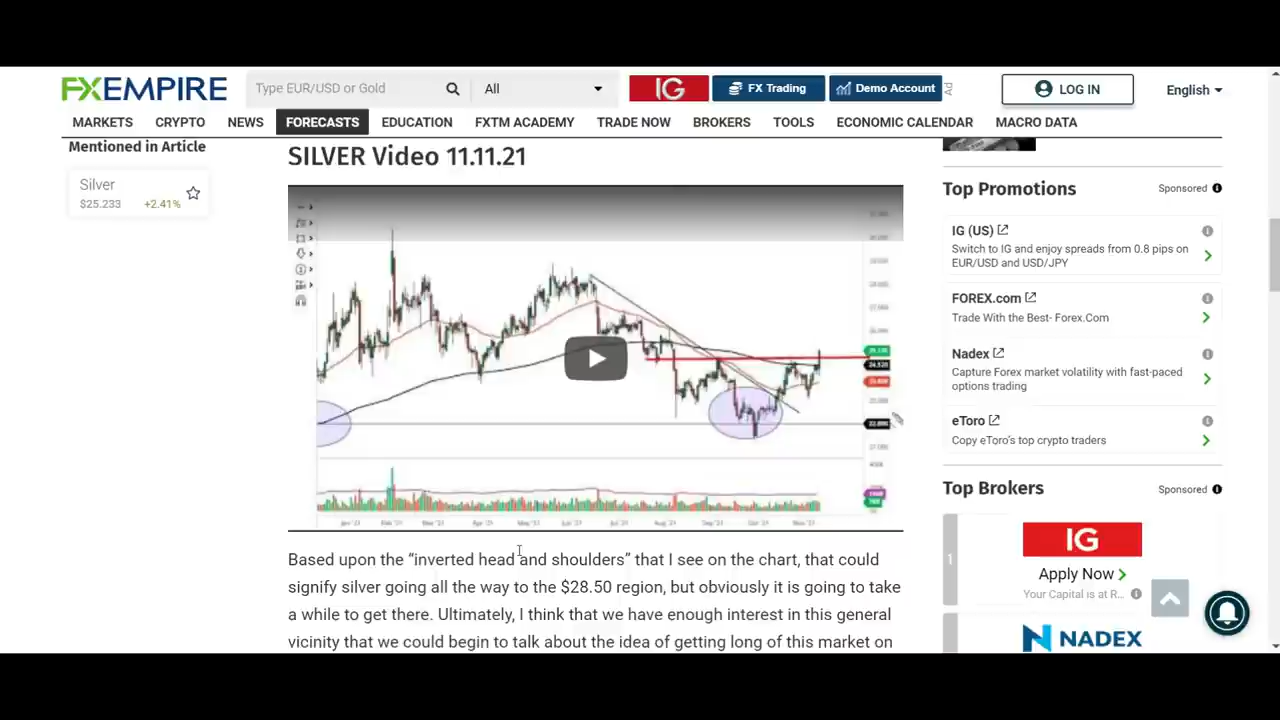 FXEMPIRE
Type EUR/USD or Gold
All
IG
FX Trading
Demo Account
Ad
LOG IN
English
MARKETS CRYPTO NEWS FORECASTS EDUCATION FXTM ACADEMY TRADE NOW BROKERS TOOLS ECONOMIC CALENDAR MACRO DATA
Mentioned in Article
Silver
$25.233 +2.41%
SILVER Video 11.11.21
Based upon the “inverted head and shoulders” that I see on the chart, that could
signify silver going all the way to the $28.50 region, but obviously it is going to take
a while to get there. Ultimately, I think that we have enough interest in this general
vicinity that we could begin to talk about the idea of getting long of this market on
Top Promotions
Sponsored
IG (US)
Switch to IG and enjoy spreads from 0.8 pips on
EUR/USD and USD/JPY
FOREX.com
Trade With the Best- Forex.Com
Nadex
Capture Forex market volatility with fast-paced
options trading
eToro
Copy eToro's top crypto traders
Top Brokers
Sponsored
1
IG
Apply Now
Your Capital is at R...
NADEX